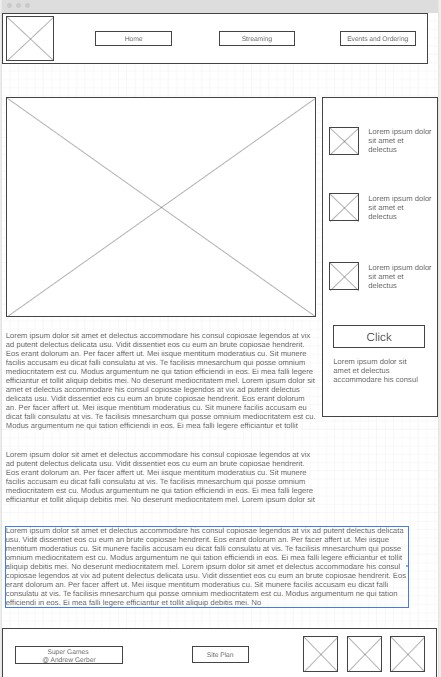 Home
Streaming
Events and Ordering
Lorem ipsum dolor
sit amet et
delectus
Lorem ipsum dolor
sit amet et
delectus
Lorem ipsum dolor
sit amet et
delectus
Click
Lorem ipsum dolor sit
amet et delectus
accommodare his consul
Lorem ipsum dolor sit amet et delectus accommodare his consul copiosae legendos at vix
ad putent delectus delicata usu. Vidit dissentiet eos cu eum an brute copiosae hendrerit.
Eos erant dolorum an. Per facer affert ut. Mei iisque mentitum moderatius cu. Sit munere
facilis accusam eu dicat falli consulatu at vis. Te facilisis mnesarchum qui posse omnium
mediocritatem est cu. Modus argumentum ne qui tation efficiendi in eos. Ei mea falli legere
efficiantur et tollit aliquip debitis mei. No deserunt mediocritatem mel. Lorem ipsum dolor sit
amet et delectus accommodare his consul copiosae legendos at vix ad putent delectus
delicata usu. Vidit dissentiet eos cu eum an brute copiosae hendrerit. Eos erant dolorum
an. Per facer affert ut. Mei iisque mentitum moderatius cu. Sit munere facilis accusam eu
dicat falli consulatu at vis. Te facilisis mnesarchum qui posse omnium mediocritatem est cu.
Modus argumentum ne qui tation efficiendi in eos. Ei mea falli legere efficiantur et tollit
Lorem ipsum dolor sit amet et delectus accommodare his consul copiosae legendos at vix
ad putent delectus delicata usu. Vidit dissentiet eos cu eum an brute copiosae hendrerit.
Eos erant dolorum an. Per facer affert ut. Mei iisque mentitum moderatius cu. Sit munere
facilis accusam eu dicat falli consulatu at vis. Te facilisis mnesarchum qui posse omnium
mediocritatem est cu. Modus argumentum ne qui tation efficiendi in eos. Ei mea falli legere
efficiantur et tollit aliquip debitis mei. No deserunt mediocritatem mel. Lorem ipsum dolor sit
Lorem ipsum dolor sit amet et delectus accommodare his consul copiosae legendos at vix ad putent delectus delicata
usu. Vidit dissentiet eos cu eum an brute copiosae hendrerit. Eos erant dolorum an. Per facer affert ut. Mei iisque
mentitum moderatius cu. Sit munere facilis accusam eu dicat falli consulatu at vis. Te facilisis mnesarchum qui posse
omnium mediocritatem est cu. Modus argumentum ne qui tation efficiendi in eos. Ei mea falli legere efficiantur et tollit
aliquip debitis mei. No deserunt mediocritatem mel. Lorem ipsum dolor sit amet et delectus accommodare his consul
copiosae legendos at vix ad putent delectus delicata usu. Vidit dissentiet eos cu eum an brute copiosae hendrerit. Eos
erant dolorum an. Per facer affert ut. Mei iisque mentitum moderatius cu. Sit munere facilis accusam eu dicat falli
consulatu at vis. Te facilisis mnesarchum qui posse omnium mediocritatem est cu. Modus argumentum ne qui tation
efficiendi in eos. Ei mea falli legere efficiantur et tollit aliquip debitis mei. No
Super Games
@ Andrew Gerber
Site Plan